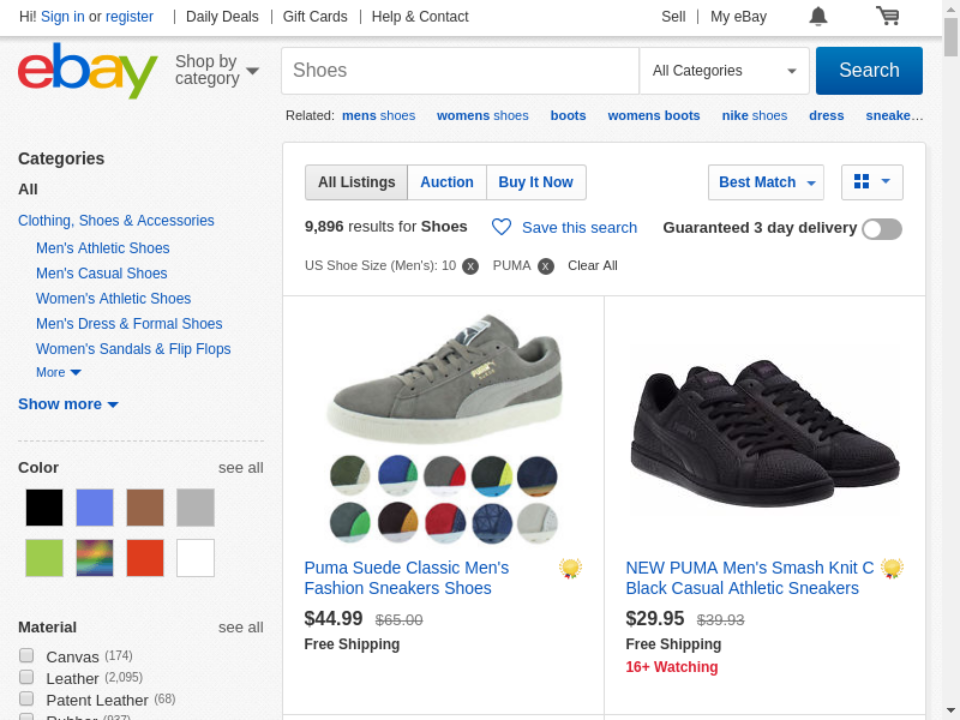 Hi! Sign in or register | Daily Deals | Gift Cards | Help & Contact Sell | My eBay
ebay
Shop by
category
Shoes All Categories Search
Related: mens shoes womens shoes boots womens boots nike shoes dress sneake…
Categories
All
Clothing, Shoes & Accessories
Men's Athletic Shoes
Men's Casual Shoes
Women's Athletic Shoes
Men's Dress & Formal Shoes
Women's Sandals & Flip Flops
More
Show more
Color see all
Material see all
Canvas (174)
Leather (2,095)
Patent Leather (68)
Rubber (937)
All Listings Auction Buy It Now Best Match
9,896 results for Shoes Save this search Guaranteed 3 day delivery
US Shoe Size (Men's): 10 x PUMA x Clear All
Puma Suede Classic Men's
Fashion Sneakers Shoes
$44.99 $65.00
Free Shipping
NEW PUMA Men's Smash Knit C
Black Casual Athletic Sneakers
$29.95 $39.93
Free Shipping
16+ Watching